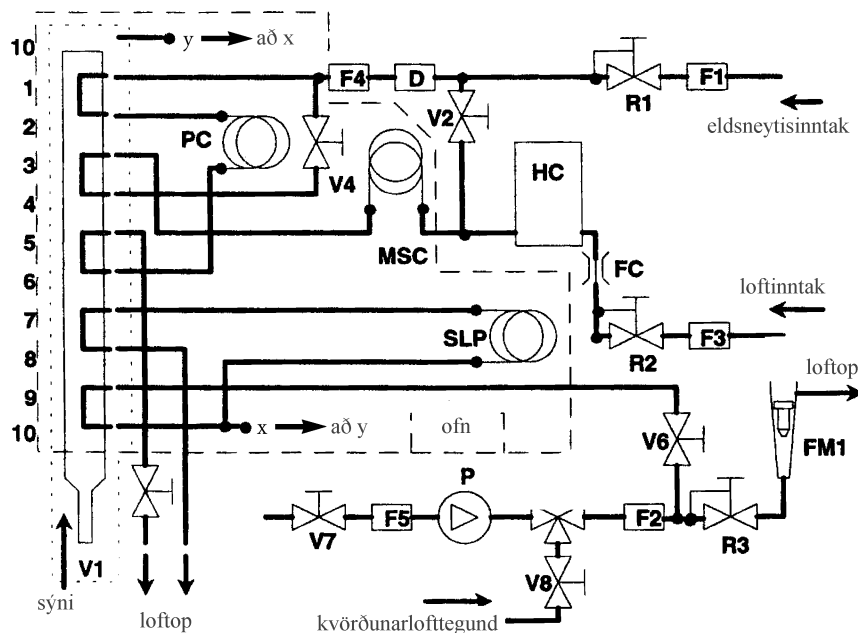 10
y
að x
1
F4
D
F1
R1
2
PC
V2
eldsneytisinntak
3
V4
HC
4
MSC
5
FC
6
loftinntak
7
SLP
R2
F3
8
loftop
9
10
x
að y
ofn
V6
FM1
P
V7
F5
F2
R3
V1
V8
sýni
loftop
kvörðunarlofttegund